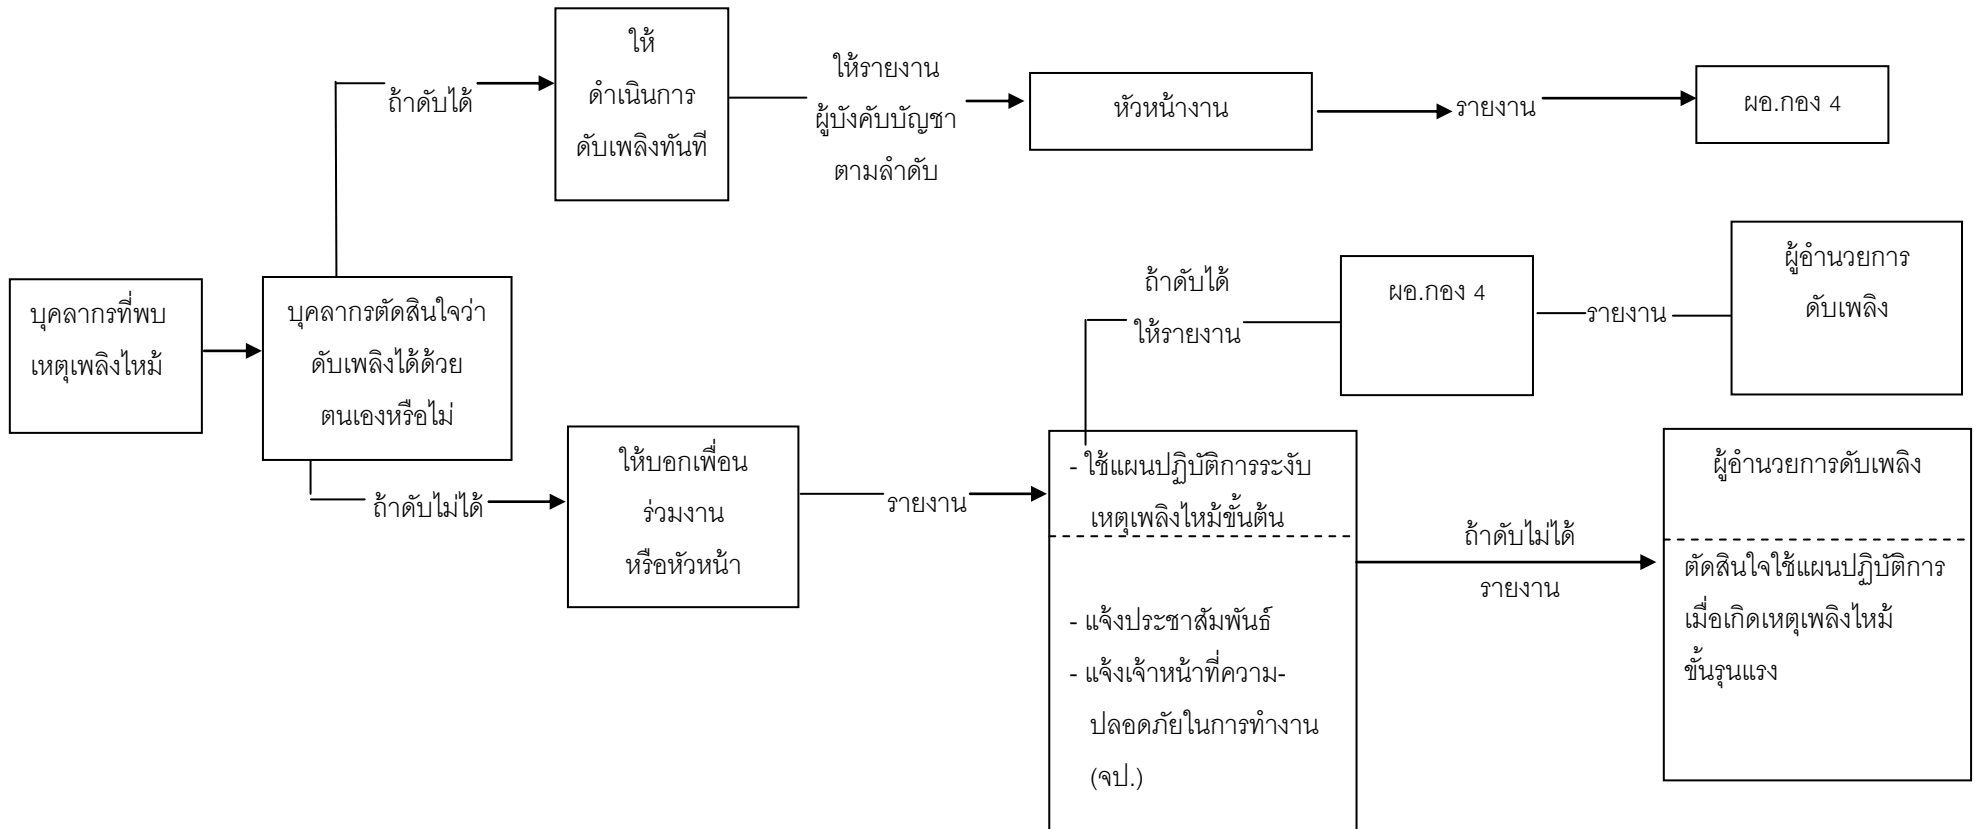 ให้
ดำเนินการ
ดับเพลิงทันที
ถ้าดับได้
ให้รายงาน
ผู้บังคับบัญชา
ตามลำดับ
หัวหน้างาน
รายงาน
ผอ.กอง 4
บุคลากรที่พบ
เหตุเพลิงไหม้
บุคลากรตัดสินใจว่า
ดับเพลิงได้ด้วย
ตนเองหรือไม่
ถ้าดับได้
ให้รายงาน
ผอ.กอง 4
รายงาน
ผู้อำนวยการ
ดับเพลิง
ถ้าดับไม่ได้
ให้บอกเพื่อน
ร่วมงาน
หรือหัวหน้า
รายงาน
- ใช้แผนปฏิบัติการระงับ
เหตุเพลิงไหม้ขั้นต้น
- แจ้งประชาสัมพันธ์
- แจ้งเจ้าหน้าที่ความ-
ปลอดภัยในการทำงาน
(จป.)
ถ้าดับไม่ได้
รายงาน
ผู้อำนวยการดับเพลิง
ตัดสินใจใช้แผนปฏิบัติการ
เมื่อเกิดเหตุเพลิงไหม้
ขั้นรุนแรง